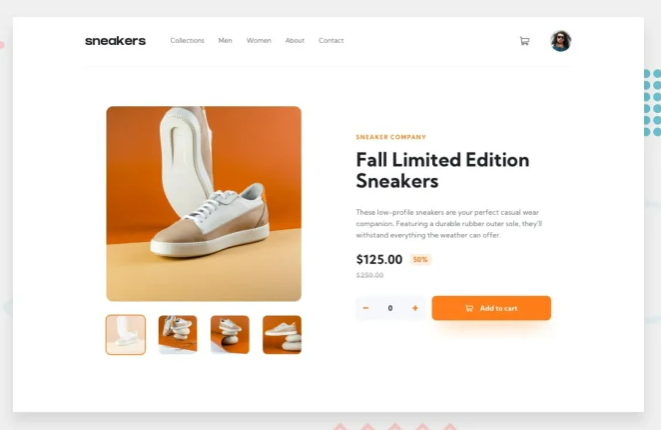 sneakers
Collections Men Women About Contact
SNEAKER COMPANY
Fall Limited Edition
Sneakers
These low-profile sneakers are your perfect casual wear
companion. Featuring a durable rubber outer sole, they'll
withstand everything the weather can offer.
$125.00 50%
$250.00
0 Add to cart